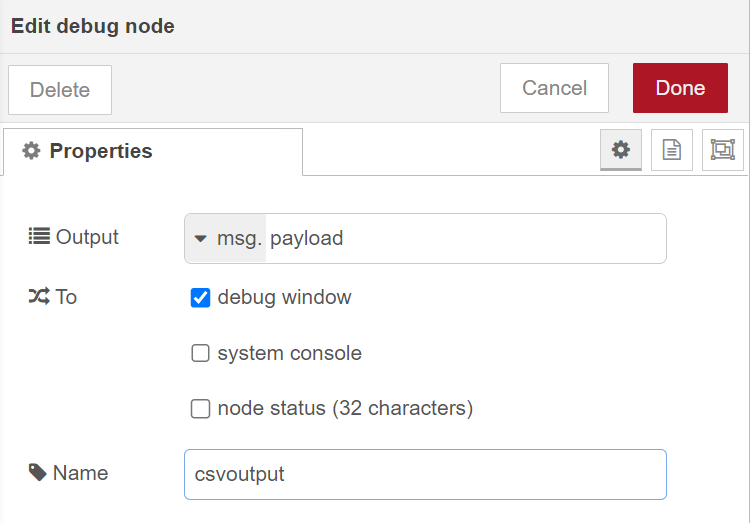 Edit debug node
Delete Cancel Done
Properties
Output msg. payload
To debug window
system console
node status (32 characters)
Name csvoutput